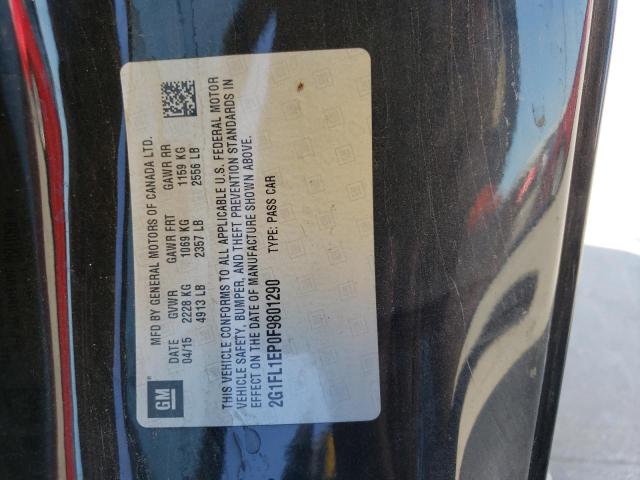 MFD BY GENERAL MOTORS OF CANADA LTD.
DATE GVWR GAWR FRT GAWR RR
04/15 2228 KG 1069 KG 1159 KG
4913 LB 2357 LB 2556 LB
GM
THIS VEHICLE CONFORMS TO ALL APPLICABLE U.S. FEDERAL MOTOR
VEHICLE SAFETY, BUMPER, AND THEFT PREVENTION STANDARDS IN
EFFECT ON THE DATE OF MANUFACTURE SHOWN ABOVE.
2G1FL1EP0F9801290 TYPE: PASS CAR